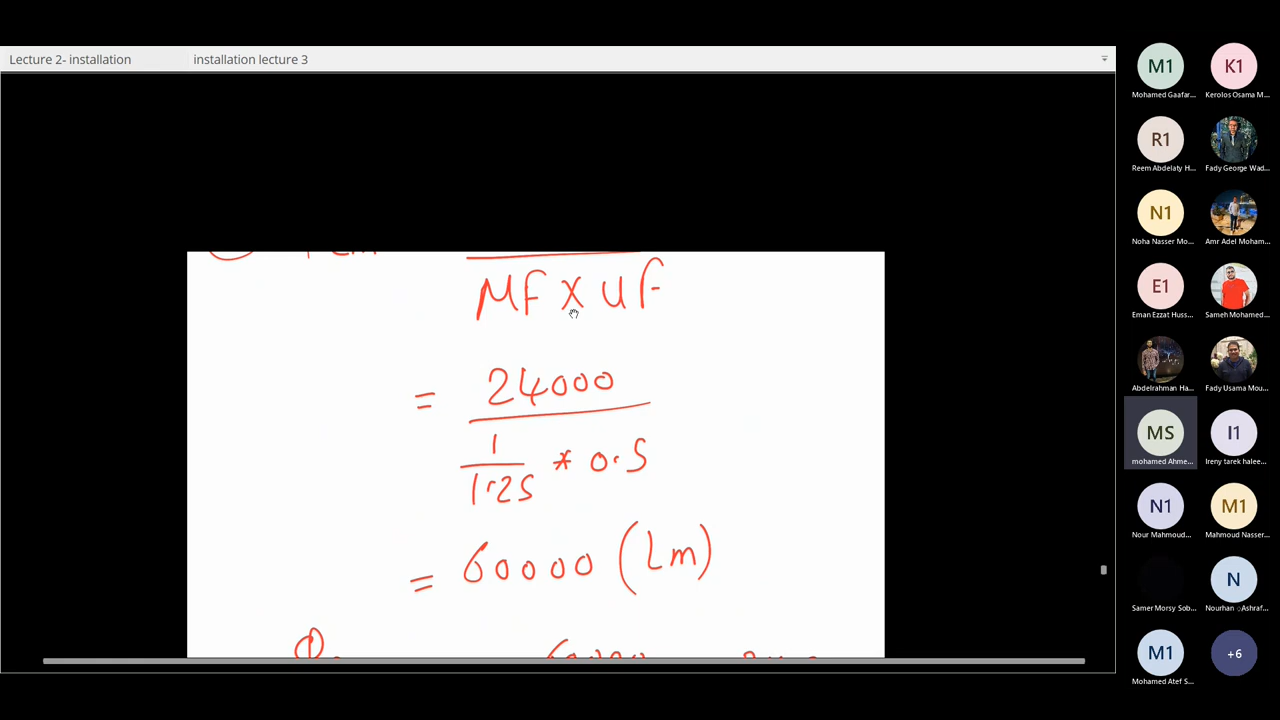 Lecture 2- installation
installation lecture 3
MF x UF
= 24000
1
1.25 * 0.5
= 60000 (Lm)
M1
Mohamed Gaafar...
K1
Kerolos Osama M...
R1
Reem Abdelaty H...
Fady George Wad...
N1
Noha Nasser Mo...
Amr Adel Moham...
E1
Eman Ezzat Huss...
Sameh Mohamed...
Abdelrahman Ha...
Fady Usama Mou...
MS
mohamed Ahme...
I1
Ireny tarek halee...
N1
Nour Mahmoud...
M1
Mahmoud Nasser...
Samer Morsy Sob...
N
Nourhan ♀Ashraf...
M1
Mohamed Atef S...
+6